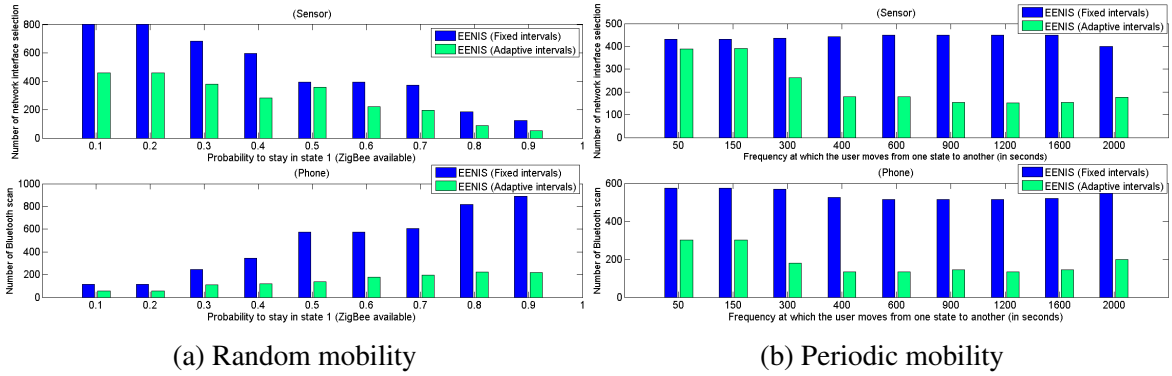 (Sensor)
Number of network interface selection
800
600
400
200
0
EENIS (Fixed intervals)
EENIS (Adaptive intervals)
0.1 0.2 0.3 0.4 0.5 0.6 0.7 0.8 0.9 1
Probability to stay in state 1 (ZigBee available)
(Phone)
Number of Bluetooth scan
1000
800
600
400
200
0
EENIS (Fixed intervals)
EENIS (Adaptive intervals)
0.1 0.2 0.3 0.4 0.5 0.6 0.7 0.8 0.9 1
Probability to stay in state 1 (ZigBee available)
(a) Random mobility
(Sensor)
Number of network interface selection
500
400
300
200
100
0
EENIS (Fixed intervals)
EENIS (Adaptive intervals)
50 150 300 400 600 900 1200 1600 2000
Frequency at which the user moves from one state to another (in seconds)
(Phone)
Number of Bluetooth scan
600
400
200
0
EENIS (Fixed intervals)
EENIS (Adaptive intervals)
50 150 300 400 600 900 1200 1600 2000
Frequency at which the user moves from one state to another (in seconds)
(b) Periodic mobility